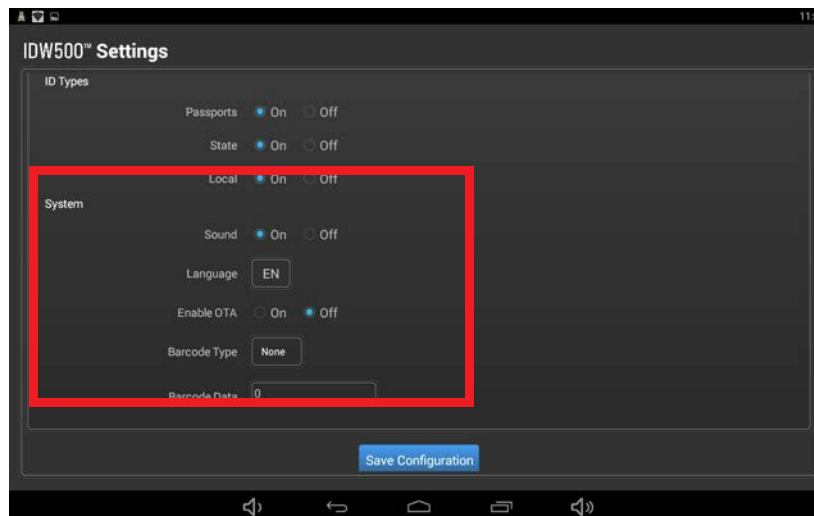 11:
IDW500™ Settings
ID Types
Passports On Off
State On Off
Local On Off
System
Sound On Off
Language EN
Enable OTA On Off
Barcode Type None
Barcode Data 0
Save Configuration